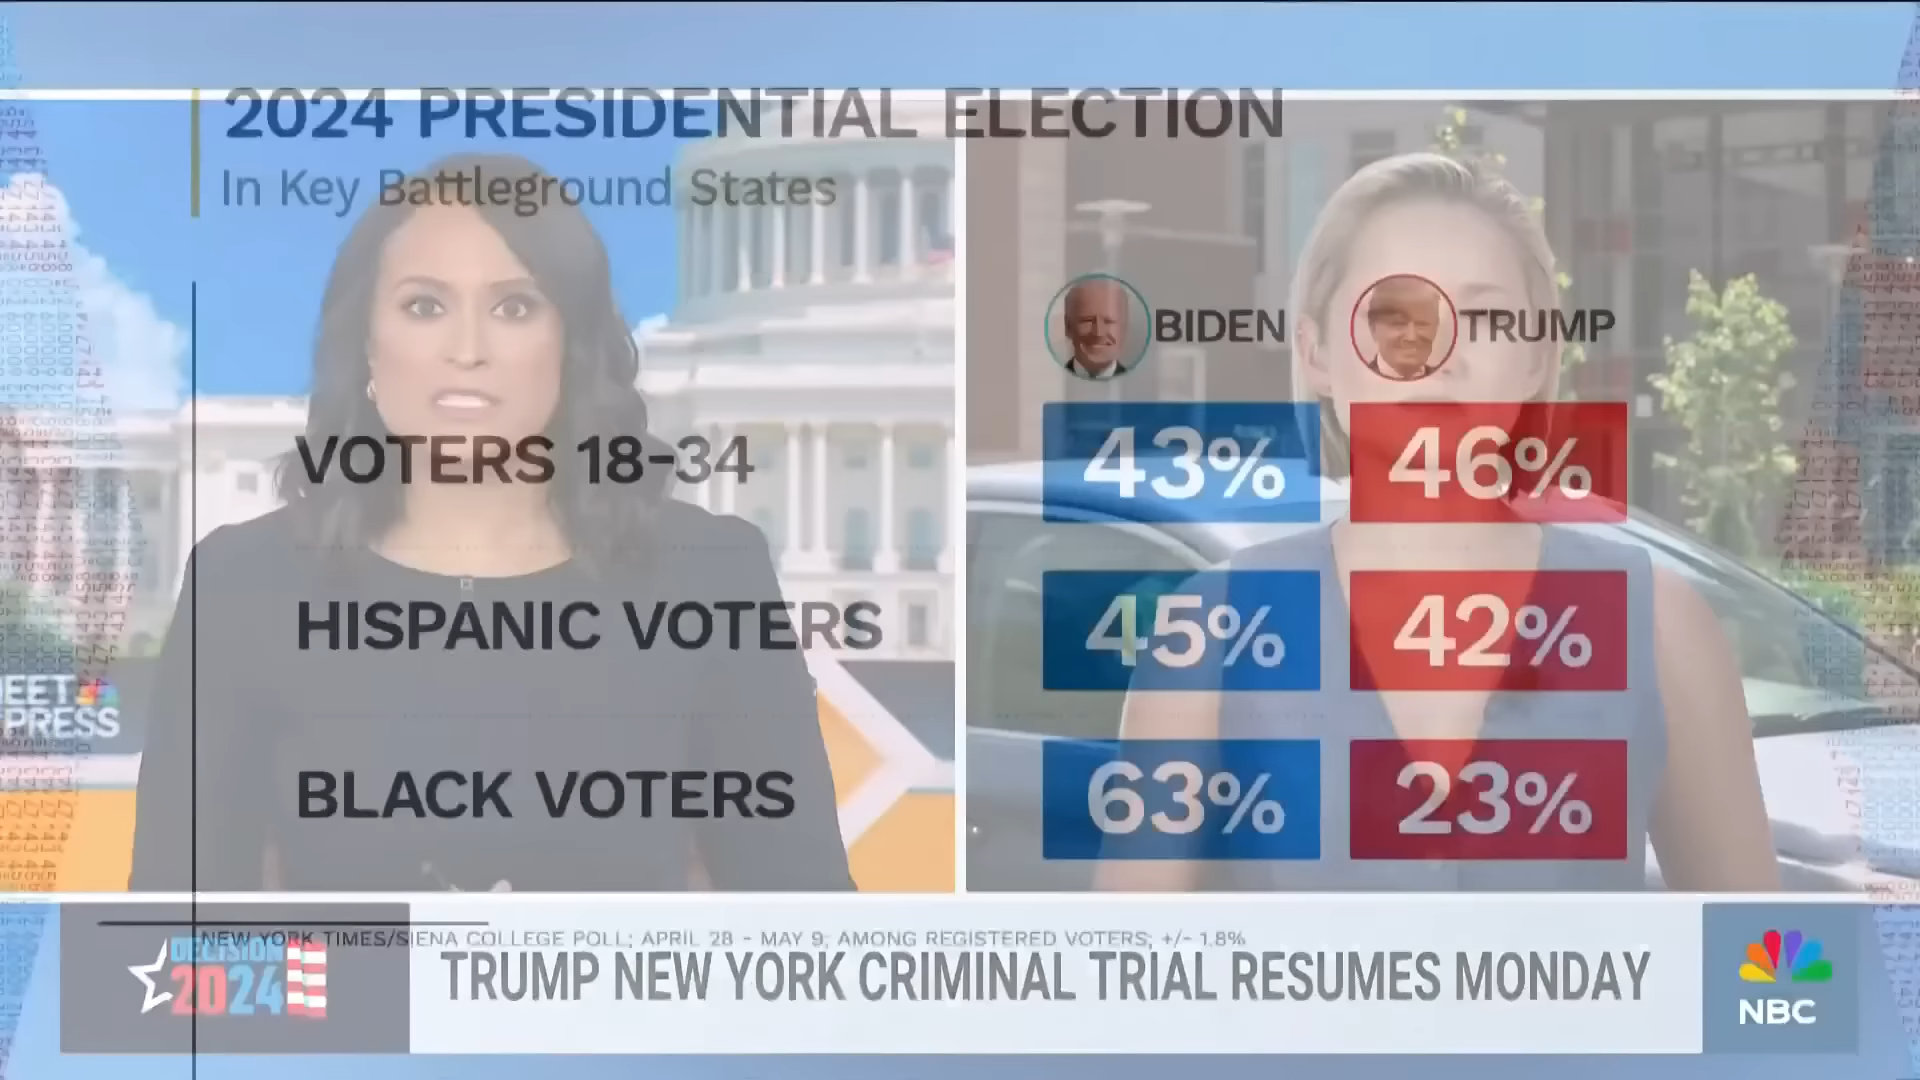 2024 PRESIDENTIAL ELECTION
In Key Battleground States
BIDEN TRUMP
VOTERS 18-34 43% 46%
HISPANIC VOTERS 45% 42%
BLACK VOTERS 63% 23%
EET
PRESS
NEW YORK TIMES/SIENA COLLEGE POLL; APRIL 28 - MAY 9; AMONG REGISTERED VOTERS; +/- 1.8%
DECISION
2024
TRUMP NEW YORK CRIMINAL TRIAL RESUMES MONDAY
NBC